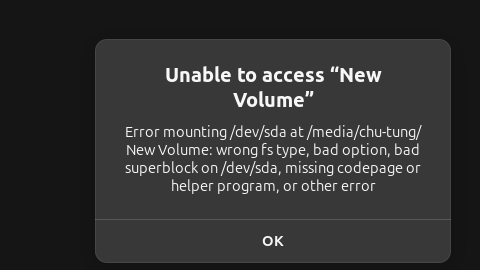 Unable to access “New
Volume”
Error mounting /dev/sda at /media/chu-tung/
New Volume: wrong fs type, bad option, bad
superblock on /dev/sda, missing codepage or
helper program, or other error
OK